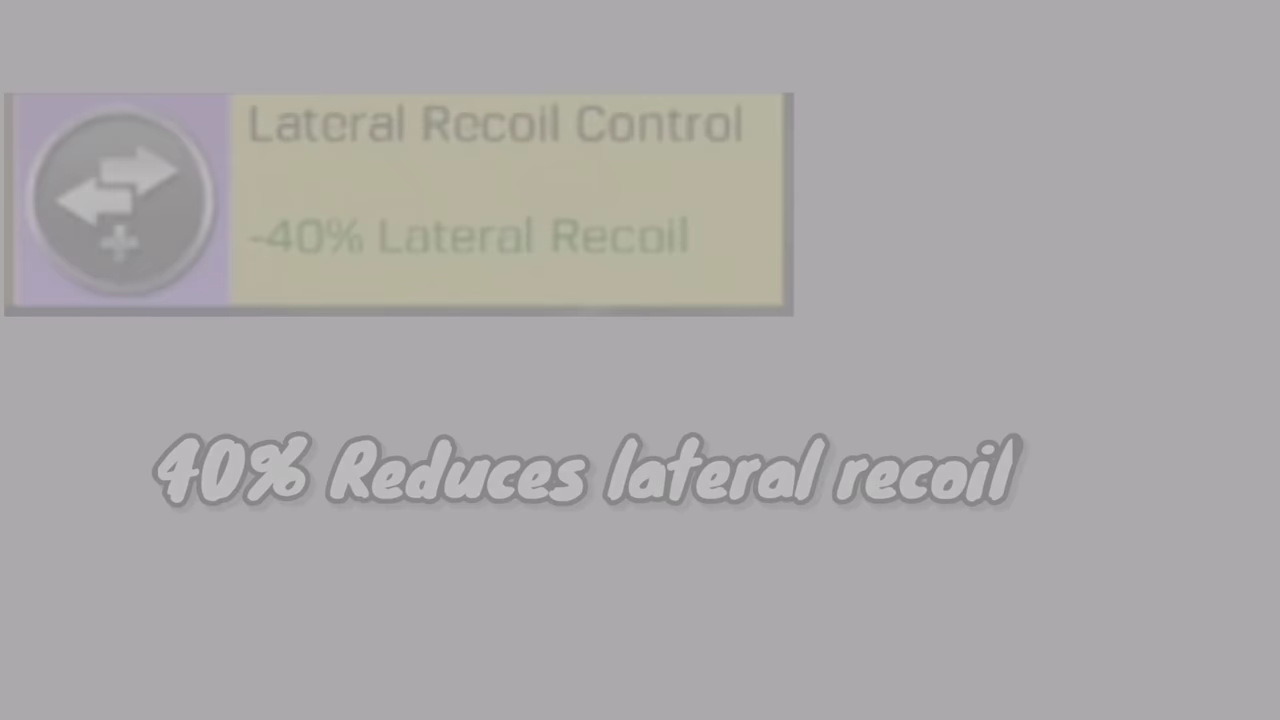 Lateral Recoil Control
-40% Lateral Recoil
40% Reduces lateral recoil